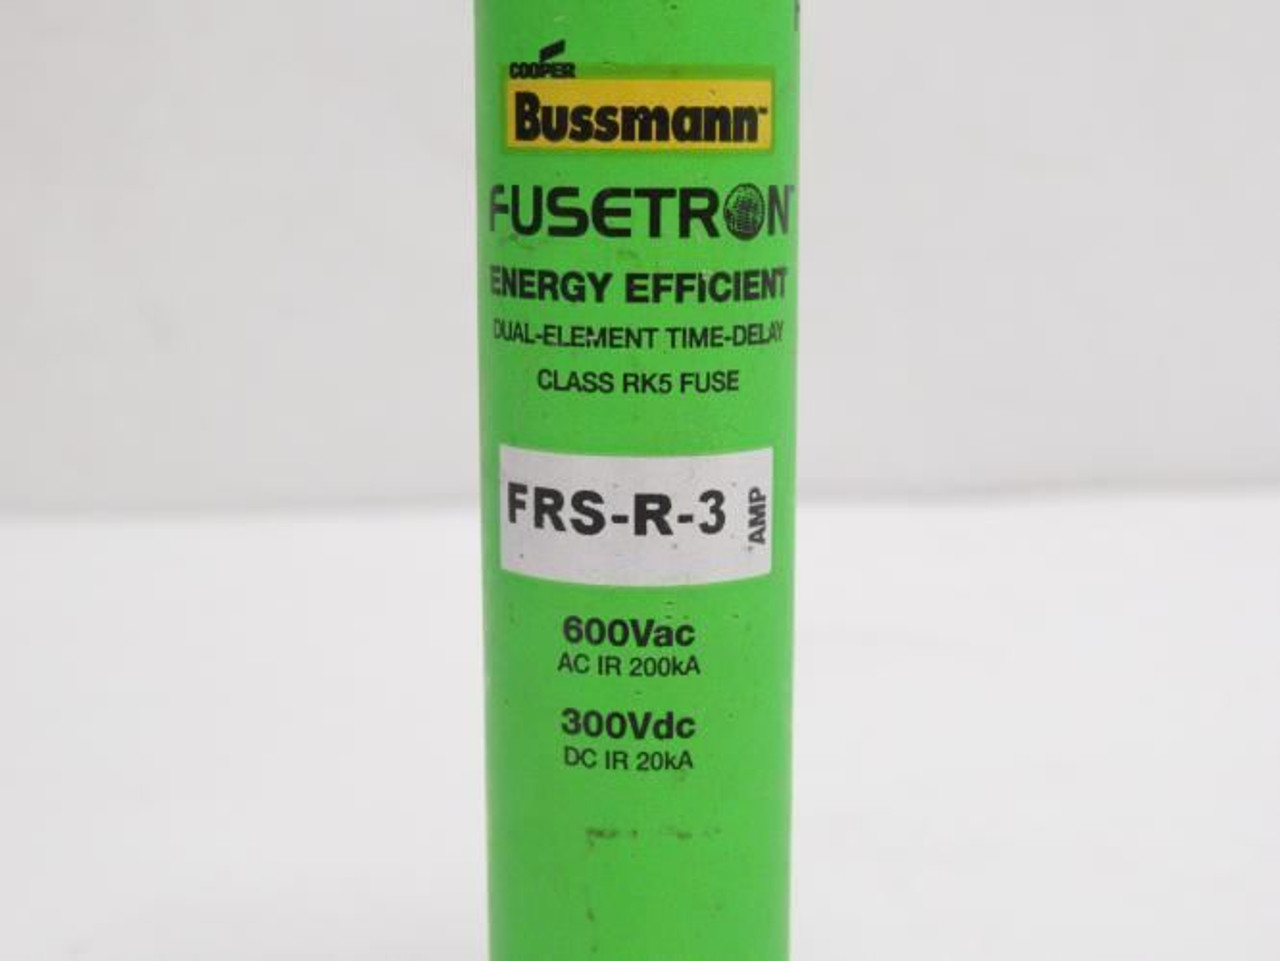 COOPER
Bussmann™
FUSETRON
ENERGY EFFICIENT
DUAL-ELEMENT TIME-DELAY
CLASS RK5 FUSE
FRS-R-3 AMP
600Vac
AC IR 200kA
300Vdc
DC IR 20kA